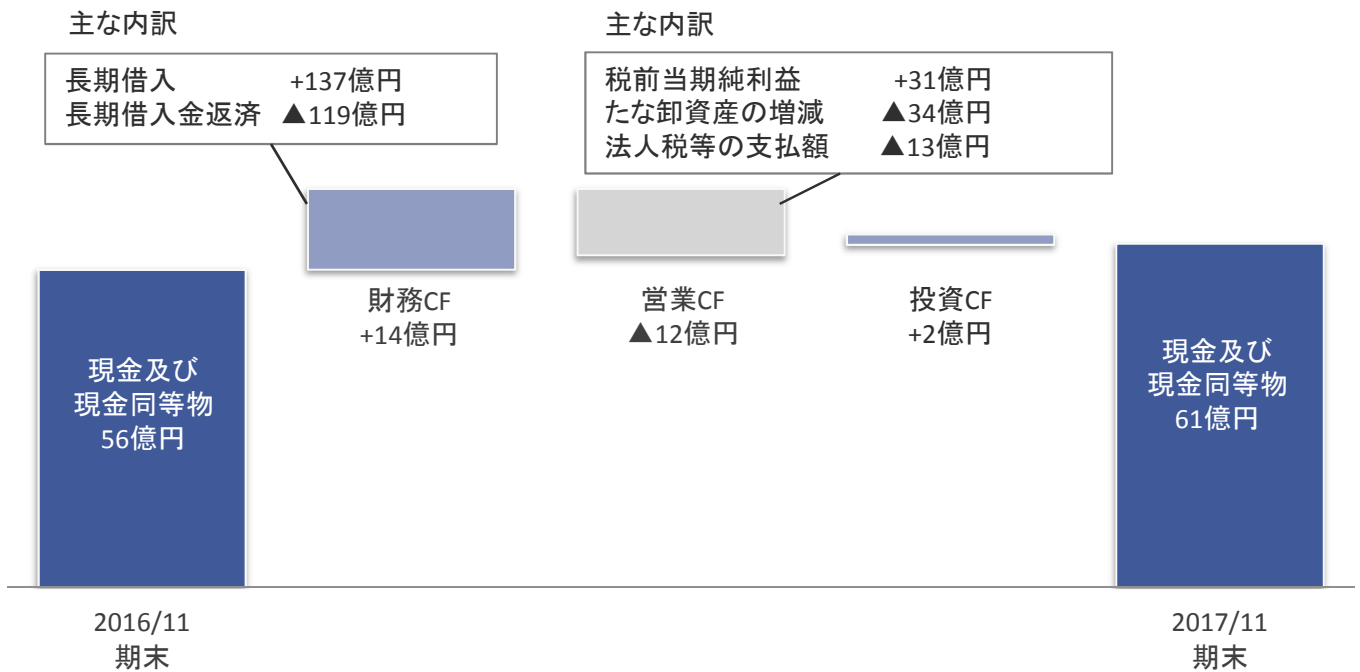 主な内訳
長期借入 +137億円
長期借入金返済 ▲119億円
主な内訳
税前当期純利益 +31億円
たな卸資産の増減 ▲34億円
法人税等の支払額 ▲13億円
財務CF
+14億円
営業CF
▲12億円
投資CF
+2億円
現金及び
現金同等物
56億円
現金及び
現金同等物
61億円
2016/11
期末
2017/11
期末